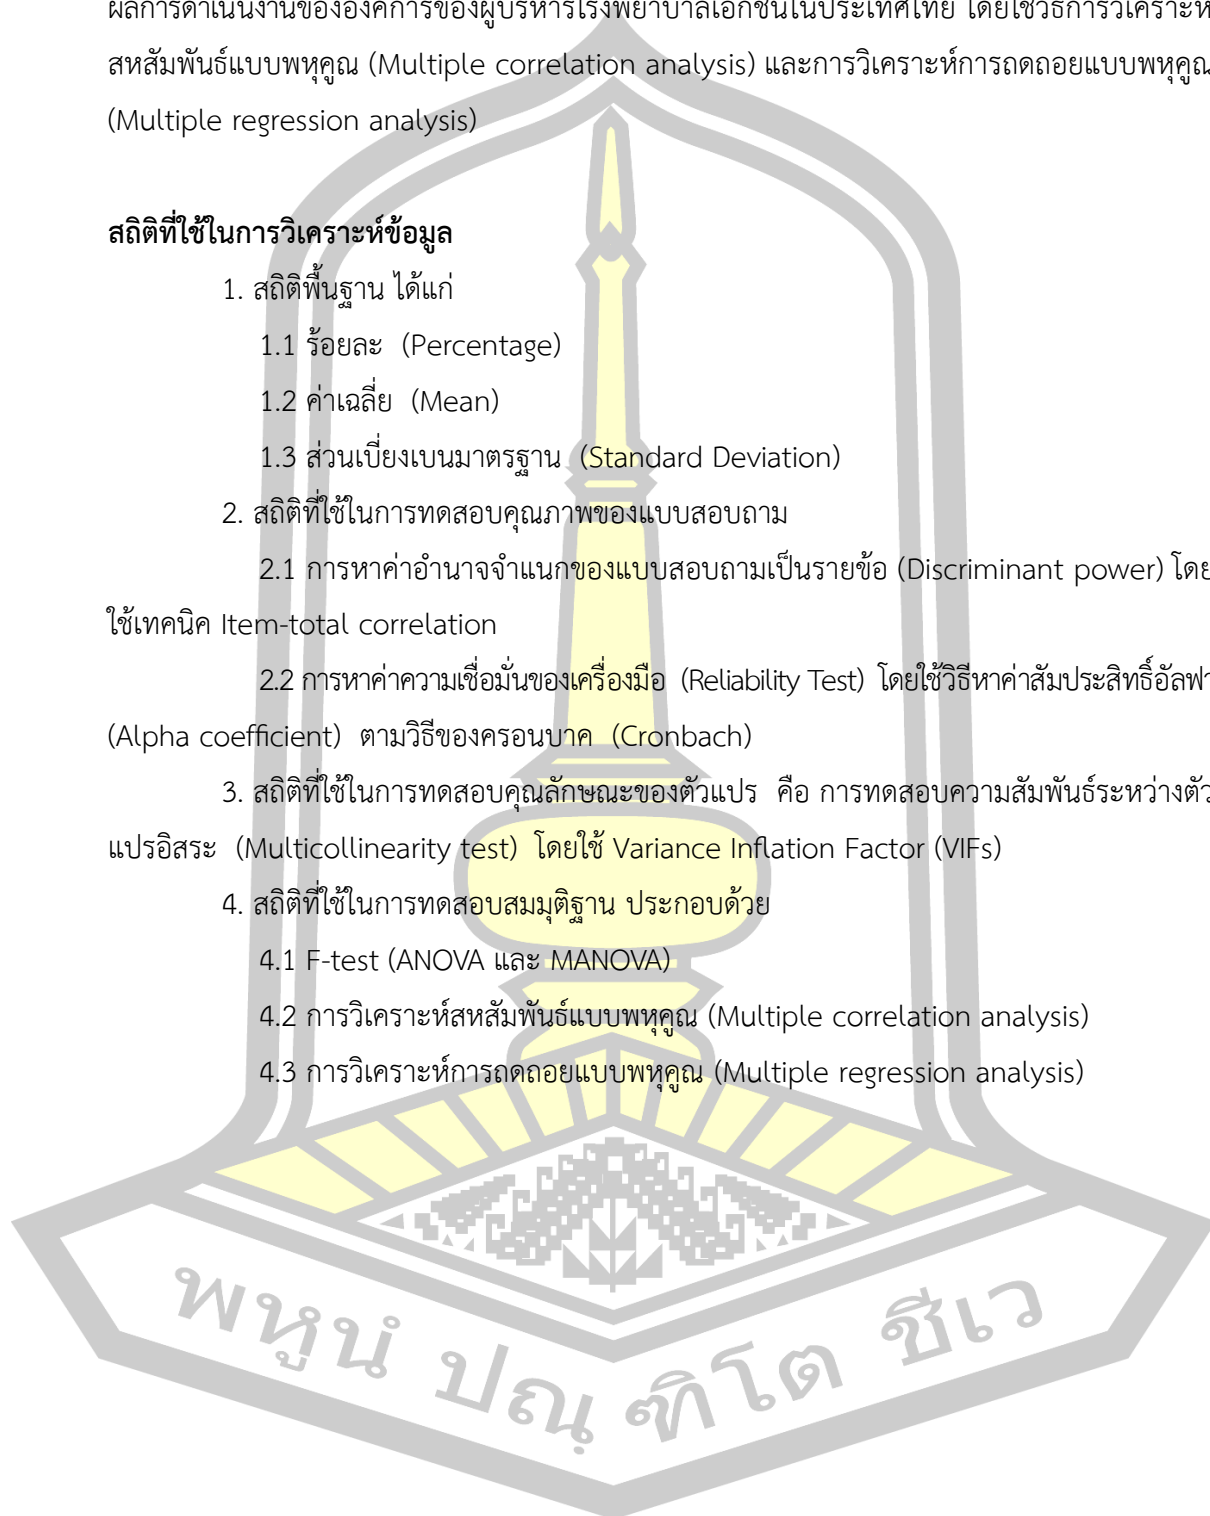 ผลการดำเนินงานขององค์การของผู้บริหารโรงพยาบาลเอกชนในประเทศไทย โดยใช้วิธีการวิเคราะห์
สหสัมพันธ์แบบพหุคูณ (Multiple correlation analysis) และการวิเคราะห์การถดถอยแบบพหุคูณ
(Multiple regression analysis)
สถิติที่ใช้ในการวิเคราะห์ข้อมูล
1. สถิติพื้นฐาน ได้แก่
1.1 ร้อยละ (Percentage)
1.2 ค่าเฉลี่ย (Mean)
1.3 ส่วนเบี่ยงเบนมาตรฐาน (Standard Deviation)
2. สถิติที่ใช้ในการทดสอบคุณภาพของแบบสอบถาม
2.1 การหาค่าอำนาจจำแนกของแบบสอบถามเป็นรายข้อ (Discriminant power) โดย
ใช้เทคนิค Item-total correlation
2.2 การหาค่าความเชื่อมั่นของเครื่องมือ (Reliability Test) โดยใช้วิธีหาค่าสัมประสิทธิ์อัลฟา
(Alpha coefficient) ตามวิธีของครอนบาค (Cronbach)
3. สถิติที่ใช้ในการทดสอบคุณลักษณะของตัวแปร คือ การทดสอบความสัมพันธ์ระหว่างตัว
แปรอิสระ (Multicollinearity test) โดยใช้ Variance Inflation Factor (VIFs)
4. สถิติที่ใช้ในการทดสอบสมมุติฐาน ประกอบด้วย
4.1 F-test (ANOVA และ MANOVA)
4.2 การวิเคราะห์สหสัมพันธ์แบบพหุคูณ (Multiple correlation analysis)
4.3 การวิเคราะห์การถดถอยแบบพหุคูณ (Multiple regression analysis)
พหูนํ ปณฺ ฑิโต ชีเว